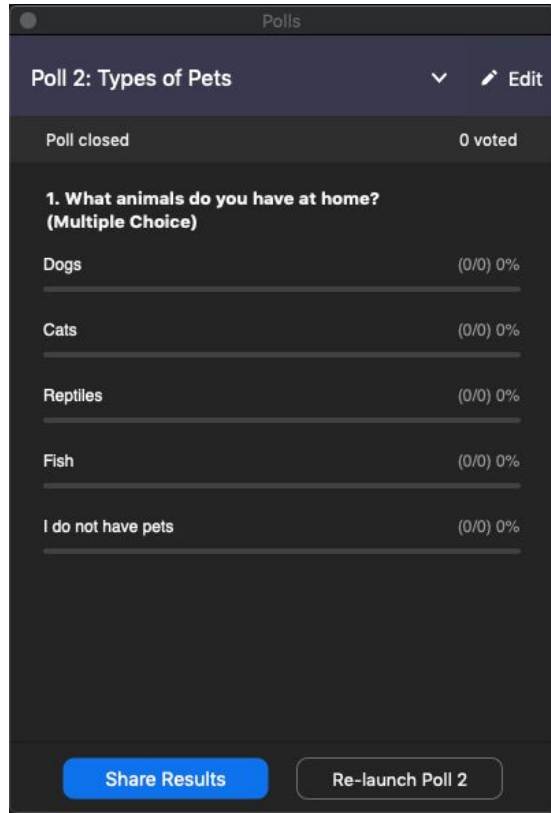 Polls
Poll 2: Types of Pets
Edit
Poll closed
0 voted
1. What animals do you have at home?
(Multiple Choice)
Dogs
(0/0) 0%
Cats
(0/0) 0%
Reptiles
(0/0) 0%
Fish
(0/0) 0%
I do not have pets
(0/0) 0%
Share Results
Re-launch Poll 2